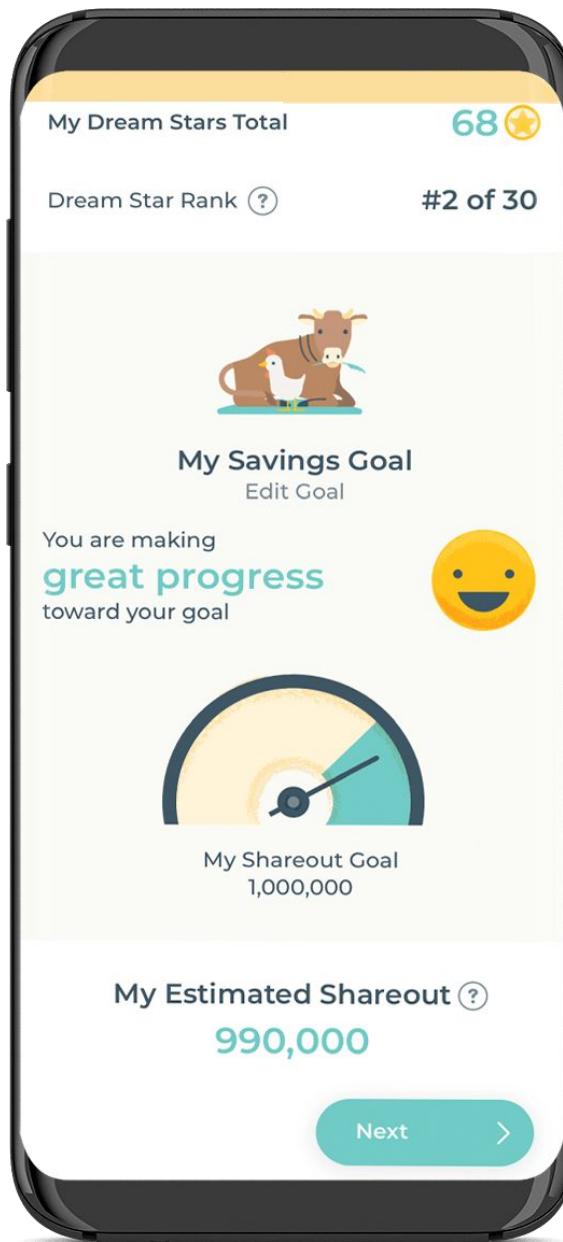 My Dream Stars Total 68
Dream Star Rank ? #2 of 30
My Savings Goal
Edit Goal
You are making
great progress
toward your goal
My Shareout Goal
1,000,000
My Estimated Shareout ?
990,000
Next